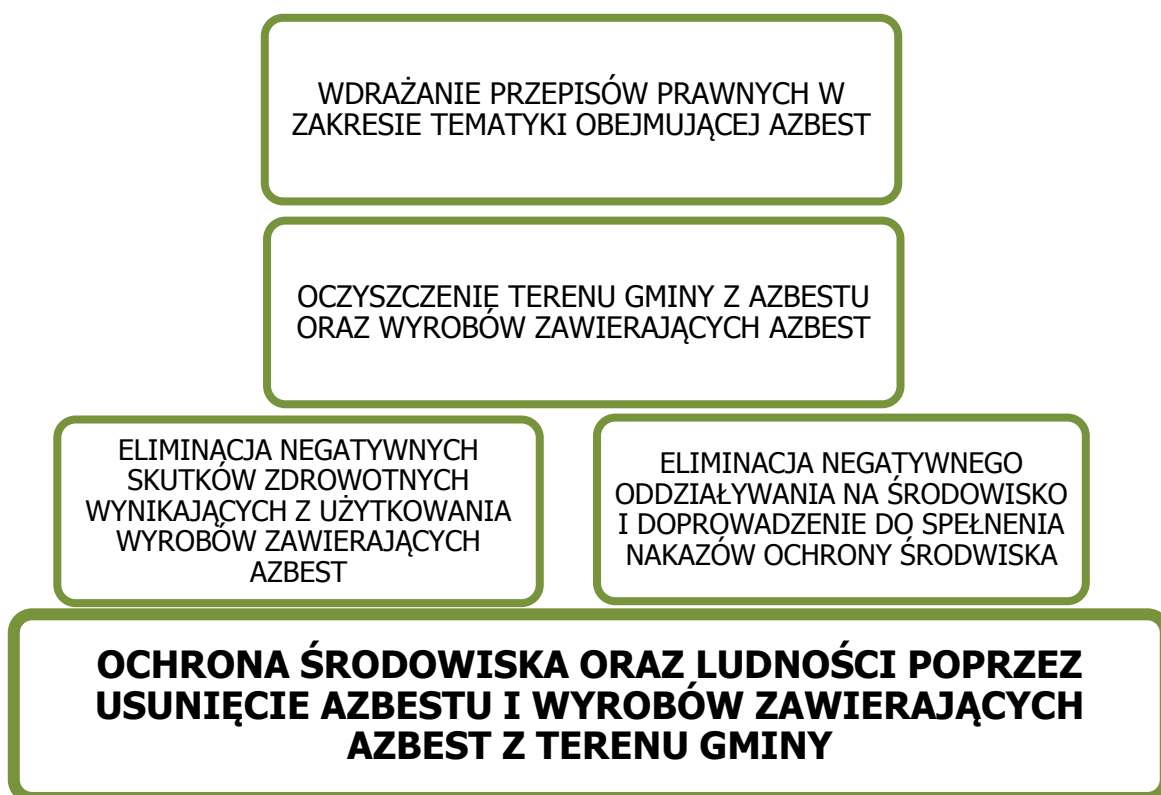 WDRAŻANIE PRZEPISÓW PRAWNYCH W
ZAKRESIE TEMATYKI OBEJMUJĄCEJ AZBEST
OCZYSZCZENIE TERENU GMINY Z AZBESTU
ORAZ WYROBÓW ZAWIERAJĄCYCH AZBEST
ELIMINACJA NEGATYWNYCH
SKUTKÓW ZDROWOTNYCH
WYNIKAJĄCYCH Z UŻYTKOWANIA
WYROBÓW ZAWIERAJĄCYCH
AZBEST
ELIMINACJA NEGATYWNEGO
ODDZIAŁYWANIA NA ŚRODOWISKO
I DOPROWADZENIE DO SPEŁNENIA
NAKAZÓW OCHRONY ŚRODWISKA
OCHRONA ŚRODOWISKA ORAZ LUDNOŚCI POPRZEZ
USUNIĘCIE AZBESTU I WYROBÓW ZAWIERAJĄCYCH
AZBEST Z TERENU GMINY